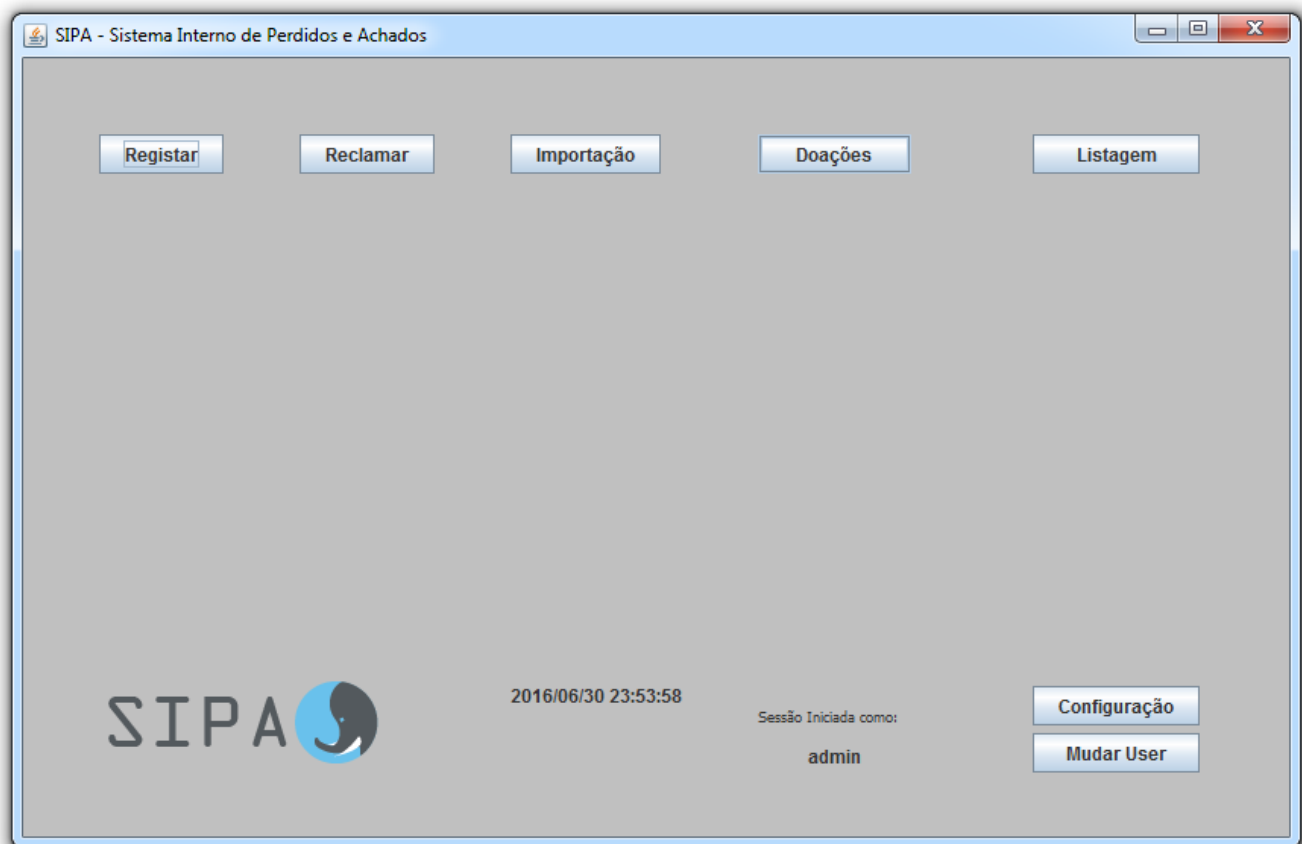 SIPA - Sistema Interno de Perdidos e Achados
Registar
Reclamar
Importação
Doações
Listagem
SIPA
2016/06/30 23:53:58
Sessão Iniciada como:
admin
Configuração
Mudar User